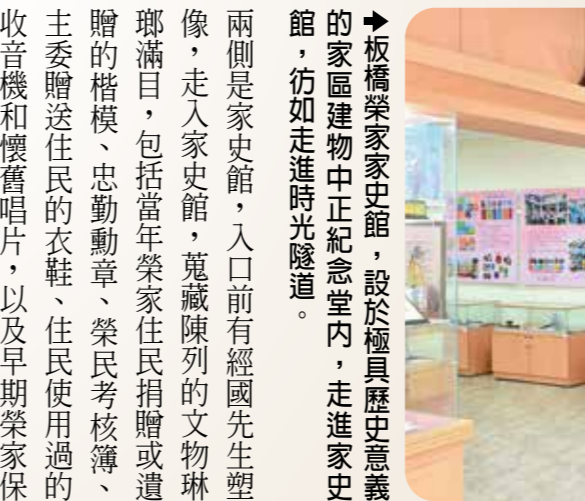 ➡板橋榮家家史館，設於極具歷史意義
的家區建物中正紀念堂內，走進家史
館，彷如走進時光隧道。
兩側是家史館，入口前有經國先生塑
像，走入家史館，蒐藏陳列的文物琳
瑯滿目，包括當年榮家住民捐贈或遺
贈的楷模、忠勤勳章、榮民考核簿、
主委贈送住民的衣鞋、住民使用過的
收音機和懷舊唱片，以及早期榮家保